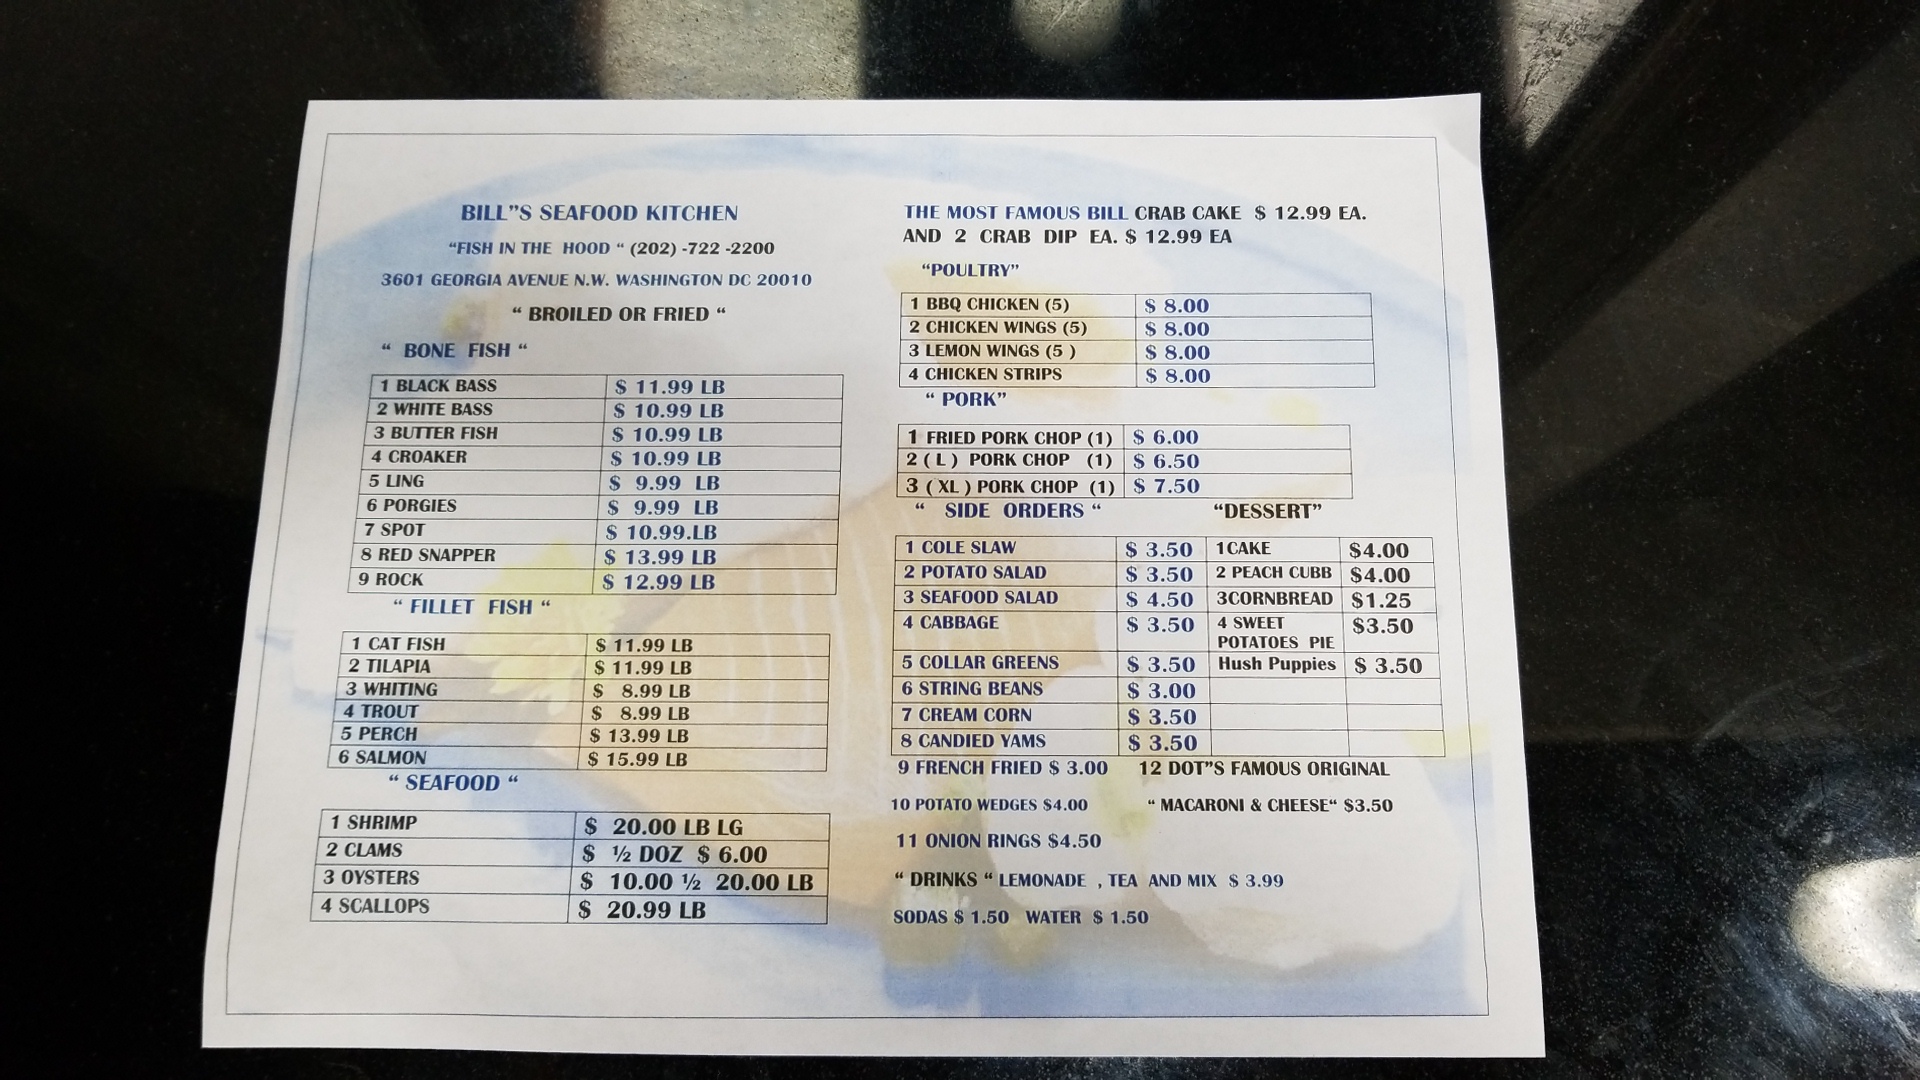 BILL"S SEAFOOD KITCHEN
"FISH IN THE HOOD " (202) -722 -2200
3601 GEORGIA AVENUE N.W. WASHINGTON DC 20010
" BROILED OR FRIED "
" BONE FISH "
1 BLACK BASS $ 11.99 LB
2 WHITE BASS $ 10.99 LB
3 BUTTER FISH $ 10.99 LB
4 CROAKER $ 10.99 LB
5 LING $ 9.99 LB
6 PORGIES $ 9.99 LB
7 SPOT $ 10.99.LB
8 RED SNAPPER $ 13.99 LB
9 ROCK $ 12.99 LB
" FILLET FISH "
1 CAT FISH $ 11.99 LB
2 TILAPIA $ 11.99 LB
3 WHITING $ 8.99 LB
4 TROUT $ 8.99 LB
5 PERCH $ 13.99 LB
6 SALMON $ 15.99 LB
" SEAFOOD "
1 SHRIMP $ 20.00 LB LG
2 CLAMS $ ½ DOZ $ 6.00
3 OYSTERS $ 10.00 ½ 20.00 LB
4 SCALLOPS $ 20.99 LB
THE MOST FAMOUS BILL CRAB CAKE $ 12.99 EA.
AND 2 CRAB DIP EA. $ 12.99 EA
"POULTRY"
1 BBQ CHICKEN (5) $ 8.00
2 CHICKEN WINGS (5) $ 8.00
3 LEMON WINGS (5 ) $ 8.00
4 CHICKEN STRIPS $ 8.00
" PORK"
1 FRIED PORK CHOP (1) $ 6.00
2 ( L ) PORK CHOP (1) $ 6.50
3 ( XL ) PORK CHOP (1) $ 7.50
" SIDE ORDERS " "DESSERT"
1 COLE SLAW $ 3.50 1CAKE $4.00
2 POTATO SALAD $ 3.50 2 PEACH CUBB $4.00
3 SEAFOOD SALAD $ 4.50 3CORNBREAD $1.25
4 CABBAGE $ 3.50 4 SWEET $3.50
POTATOES PIE
5 COLLAR GREENS $ 3.50 Hush Puppies $ 3.50
6 STRING BEANS $ 3.00
7 CREAM CORN $ 3.50
8 CANDIED YAMS $ 3.50
9 FRENCH FRIED $ 3.00 12 DOT"S FAMOUS ORIGINAL
10 POTATO WEDGES $4.00 " MACARONI & CHEESE" $3.50
11 ONION RINGS $4.50
" DRINKS " LEMONADE , TEA AND MIX $ 3.99
SODAS $ 1.50 WATER $ 1.50